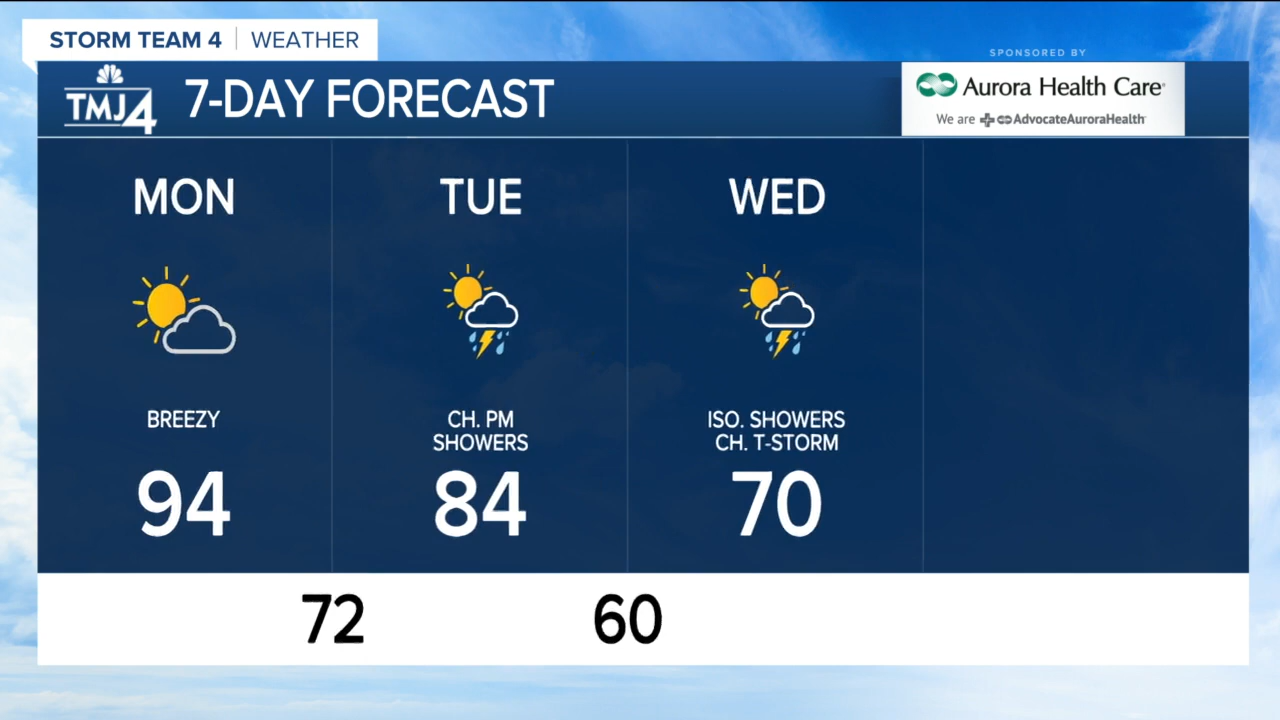 STORM TEAM 4 | WEATHER
SPONSORED BY
TMJ4
7-DAY FORECAST
Aurora Health Care®
We are AdvocateAuroraHealth
MON
TUE
WED
BREEZY
CH. PM
SHOWERS
ISO. SHOWERS
CH. T-STORM
94
84
70
72
60